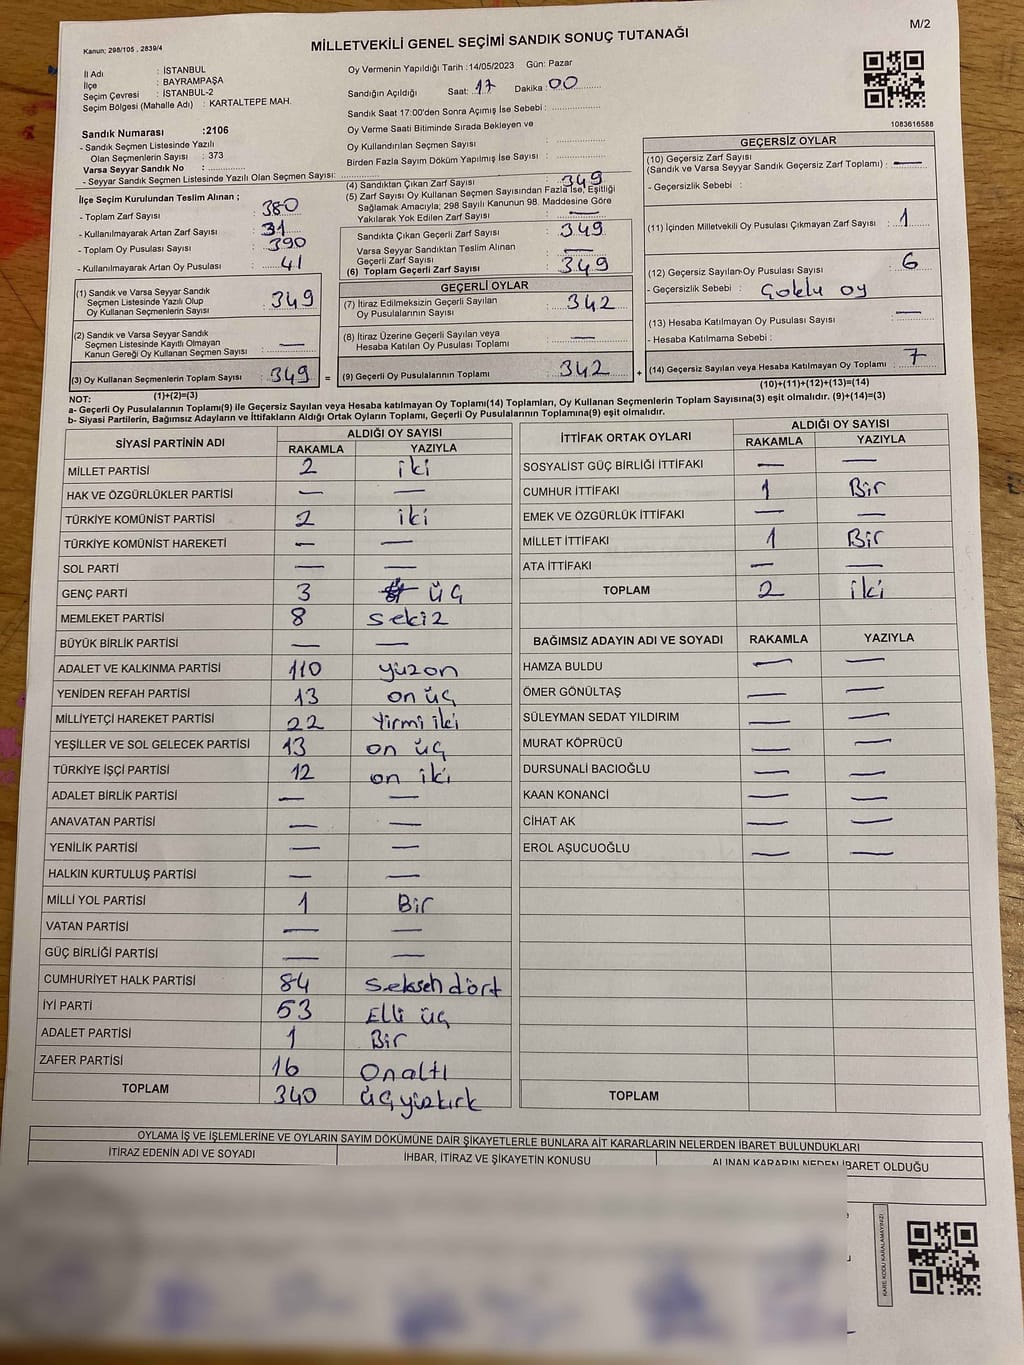 M/2
Kanun; 298/105 , 2839/4
MİLLETVEKİLİ GENEL SEÇİMİ SANDIK SONUÇ TUTANAĞI
İl Adı : İSTANBUL
İlçe : BAYRAMPAŞA
Seçim Çevresi : İSTANBUL-2
Seçim Bölgesi (Mahalle Adı) : KARTALTEPE MAH.
Oy Vermenin Yapıldığı Tarih :14/05/2023 Gün: Pazar
Sandığın Açıldığı Saat: 17 Dakika : 00
Sandık Saat 17:00'den Sonra Açımış İse Sebebi :
Oy Verme Saati Bitiminde Sırada Bekleyen ve
Oy Kullandırılan Seçmen Sayısı :
Birden Fazla Sayım Döküm Yapılmış İse Sayısı :
1083616588
Sandık Numarası :2106
- Sandık Seçmen Listesinde Yazılı
Olan Seçmenlerin Sayısı : 373
Varsa Seyyar Sandık No :
- Seyyar Sandık Seçmen Listesinde Yazılı Olan Seçmen Sayısı:
İlçe Seçim Kurulundan Teslim Alınan ;
- Toplam Zarf Sayısı : 380
- Kullanılmayarak Artan Zarf Sayısı : 31
- Toplam Oy Pusulası Sayısı : 390
- Kullanılmayarak Artan Oy Pusulası : 41
(1) Sandık ve Varsa Seyyar Sandık
Seçmen Listesinde Yazılı Olup
Oy Kullanan Seçmenlerin Sayısı : 349
(2) Sandık ve Varsa Seyyar Sandık
Seçmen Listesinde Kayıtlı Olmayan
Kanun Gereği Oy Kullanan Seçmen Sayısı : —
(3) Oy Kullanan Seçmenlerin Toplam Sayısı : 349
(1)+(2)=(3)
(4) Sandıktan Çıkan Zarf Sayısı : 349
(5) Zarf Sayısı Oy Kullanan Seçmen Sayısından Fazla İse, Eşitliği
Sağlamak Amacıyla; 298 Sayılı Kanunun 98. Maddesine Göre
Yakılarak Yok Edilen Zarf Sayısı : —
Sandıkta Çıkan Geçerli Zarf Sayısı : 349
Varsa Seyyar Sandıktan Teslim Alınan
Geçerli Zarf Sayısı : —
(6) Toplam Geçerli Zarf Sayısı : 349
GEÇERLİ OYLAR
(7) İtiraz Edilmeksizin Geçerli Sayılan
Oy Pusulalarının Sayısı : 342
(8) İtiraz Üzerine Geçerli Sayılan veya
Hesaba Katılan Oy Pusulası Toplamı : —
= (9) Geçerli Oy Pusulalarının Toplamı : 342 +
GEÇERSİZ OYLAR
(10) Geçersiz Zarf Sayısı
(Sandık ve Varsa Seyyar Sandık Geçersiz Zarf Toplamı) : —
- Geçersizlik Sebebi :
(11) İçinden Milletvekili Oy Pusulası Çıkmayan Zarf Sayısı : 1
(12) Geçersiz Sayılan Oy Pusulası Sayısı : 6
- Geçersizlik Sebebi : Çoklu oy
(13) Hesaba Katılmayan Oy Pusulası Sayısı : —
- Hesaba Katılmama Sebebi :
(14) Geçersiz Sayılan veya Hesaba Katılmayan Oy Toplamı : 7
(10)+(11)+(12)+(13)=(14)
NOT:
a- Geçerli Oy Pusulalarının Toplamı(9) ile Geçersiz Sayılan veya Hesaba katılmayan Oy Toplamı(14) Toplamları, Oy Kullanan Seçmenlerin Toplam Sayısına(3) eşit olmalıdır. (9)+(14)=(3)
b- Siyasi Partilerin, Bağımsız Adayların ve İttifakların Aldığı Ortak Oyların Toplamı, Geçerli Oy Pusulalarının Toplamına(9) eşit olmalıdır.
SİYASİ PARTİNİN ADI ALDIĞI OY SAYISI
RAKAMLA YAZIYLA
MİLLET PARTİSİ 2 iki
HAK VE ÖZGÜRLÜKLER PARTİSİ — —
TÜRKİYE KOMÜNİST PARTİSİ 2 iki
TÜRKİYE KOMÜNİST HAREKETİ — —
SOL PARTİ — —
GENÇ PARTİ 3 üç
MEMLEKET PARTİSİ 8 sekiz
BÜYÜK BİRLİK PARTİSİ — —
ADALET VE KALKINMA PARTİSİ 110 yüzon
YENİDEN REFAH PARTİSİ 13 on üç
MİLLİYETÇİ HAREKET PARTİSİ 22 Yirmi iki
YEŞİLLER VE SOL GELECEK PARTİSİ 13 on üç
TÜRKİYE İŞÇİ PARTİSİ 12 on iki
ADALET BİRLİK PARTİSİ — —
ANAVATAN PARTİSİ — —
YENİLİK PARTİSİ — —
HALKIN KURTULUŞ PARTİSİ — —
MİLLİ YOL PARTİSİ 1 Bir
VATAN PARTİSİ — —
GÜÇ BİRLİĞİ PARTİSİ — —
CUMHURİYET HALK PARTİSİ 84 seksen dört
İYİ PARTİ 53 Elli üç
ADALET PARTİSİ 1 Bir
ZAFER PARTİSİ 16 Onaltı
TOPLAM 340 üçyüzkırk
İTTİFAK ORTAK OYLARI ALDIĞI OY SAYISI
RAKAMLA YAZIYLA
SOSYALİST GÜÇ BİRLİĞİ İTTİFAKI — —
CUMHUR İTTİFAKI 1 Bir
EMEK VE ÖZGÜRLÜK İTTİFAKI — —
MİLLET İTTİFAKI 1 Bir
ATA İTTİFAKI — —
TOPLAM 2 iki
BAĞIMSIZ ADAYIN ADI VE SOYADI RAKAMLA YAZIYLA
HAMZA BULDU — —
ÖMER GÖNÜLTAŞ — —
SÜLEYMAN SEDAT YILDIRIM — —
MURAT KÖPRÜCÜ — —
DURSUNALİ BACIOĞLU — —
KAAN KONANCİ — —
CİHAT AK — —
EROL AŞUCUOĞLU — —
TOPLAM
OYLAMA İŞ VE İŞLEMLERİNE VE OYLARIN SAYIM DÖKÜMÜNE DAİR ŞİKAYETLERLE BUNLARA AİT KARARLARIN NELERDEN İBARET BULUNDUKLARI
İTİRAZ EDENİN ADI VE SOYADI İHBAR, İTİRAZ VE ŞİKAYETİN KONUSU ALINAN KARARIN NEDEN İBARET OLDUĞU
KARE KODU KARALAMAYINIZ!